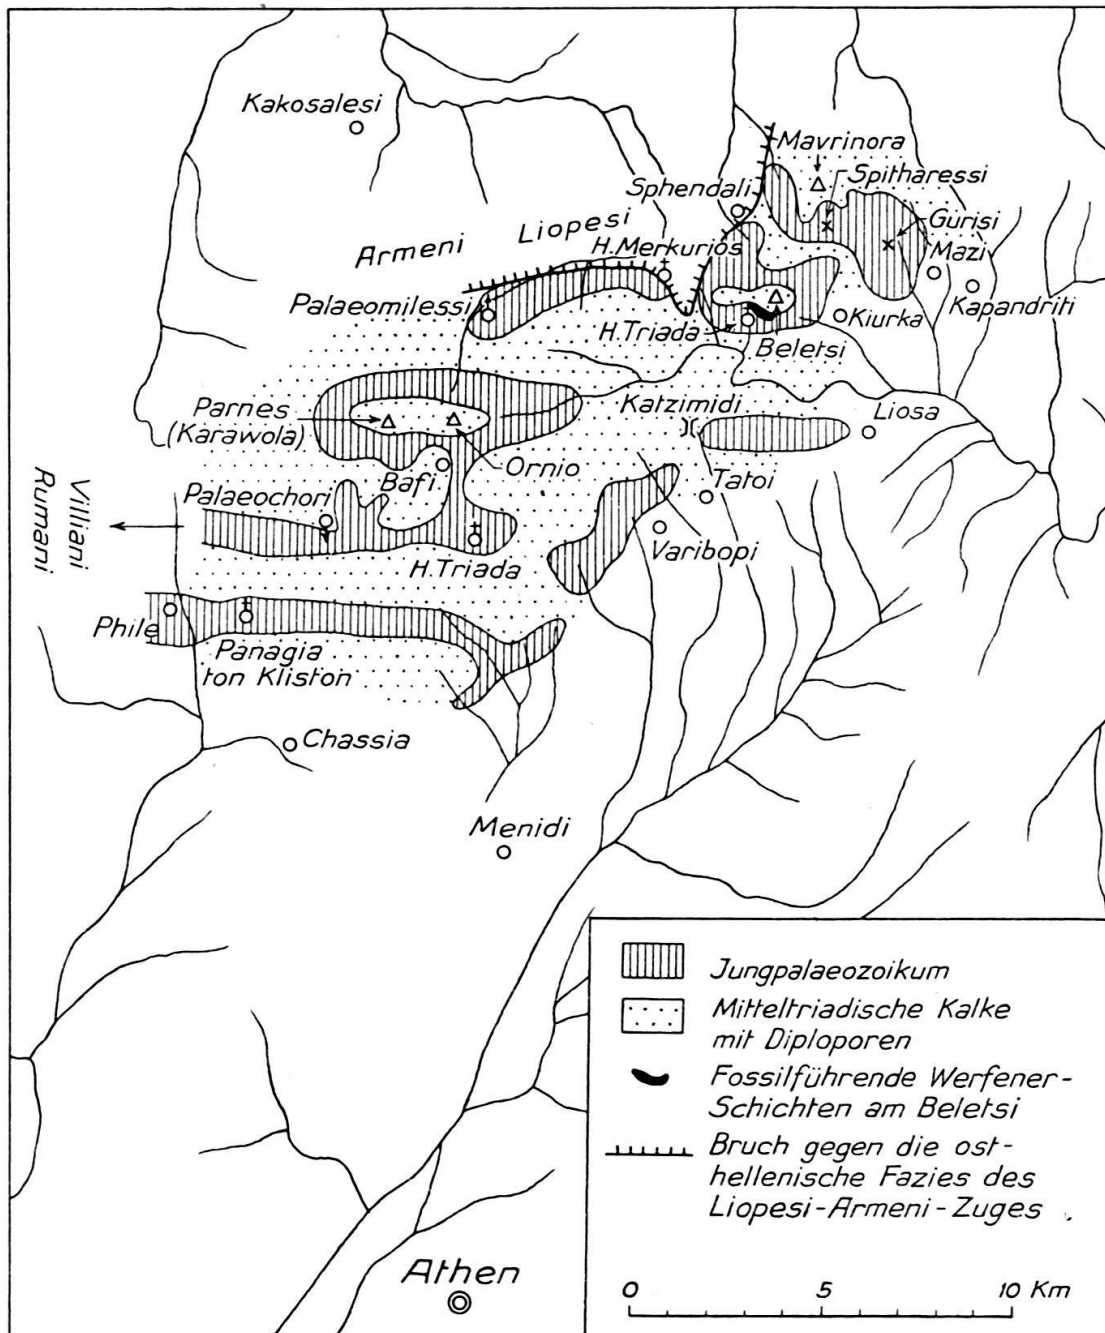 Kakosalesi
Mavrinora
Spitharessi
Sphendali
Gurisi
Liopesi
Armeni
H. Merkurios
Mazi
Palaeomilessi
Kapandriti
H. Triada
Kiurka
Beletsi
Parnes
(Karawola)
Katzimidi
Liosa
Ornio
Bafi
Tatoi
Palaeochori
Villiani
Rumani
Varibopi
H. Triada
Phile
Panagia
ton Kliston
Chassia
Menidi
Athen
Jungpalaeozoikum
Mitteltriadische Kalke
mit Diploporen
Fossilführende Werfener-
Schichten am Beletsi
Bruch gegen die ost-
hellenische Fazies des
Liopesi-Armeni-Zuges
0 5 10 Km